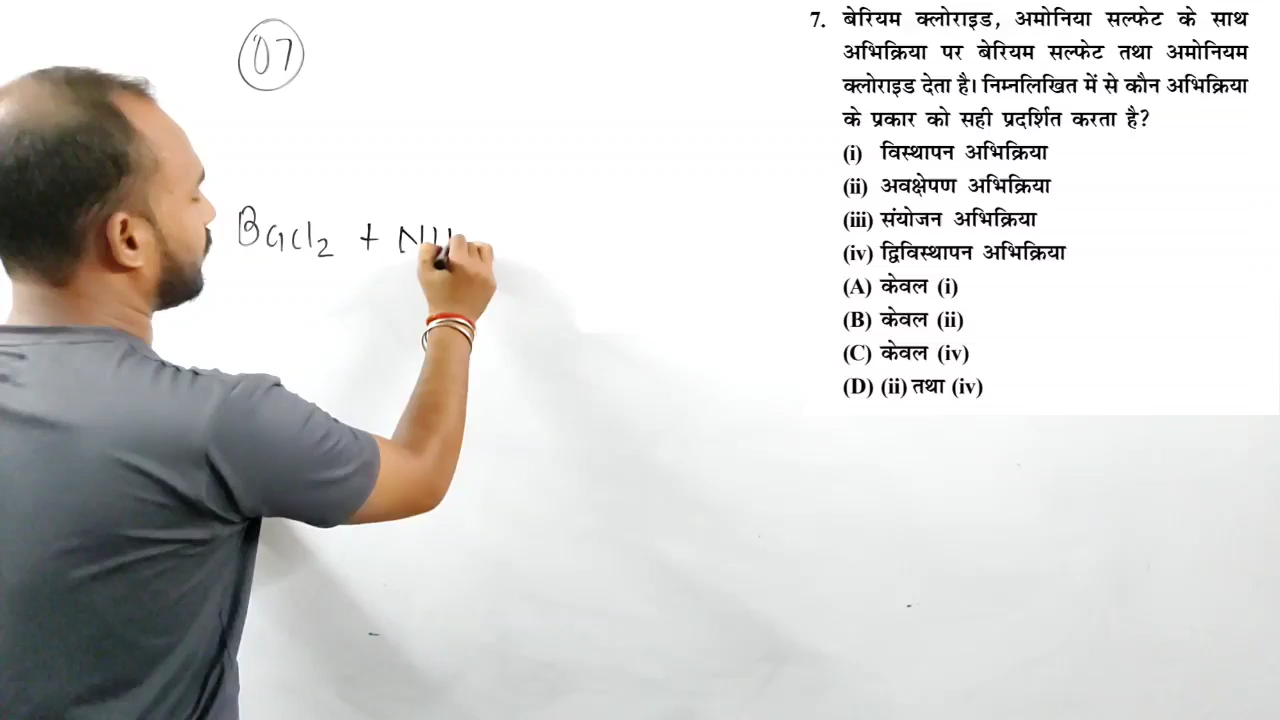 07
BaCl2 + NH
7. बेरियम क्लोराइड, अमोनिया सल्फेट के साथ
अभिक्रिया पर बेरियम सल्फेट तथा अमोनियम
क्लोराइड देता है। निम्नलिखित में से कौन अभिक्रिया
के प्रकार को सही प्रदर्शित करता है?
(i) विस्थापन अभिक्रिया
(ii) अवक्षेपण अभिक्रिया
(iii) संयोजन अभिक्रिया
(iv) द्विविस्थापन अभिक्रिया
(A) केवल (i)
(B) केवल (ii)
(C) केवल (iv)
(D) (ii) तथा (iv)